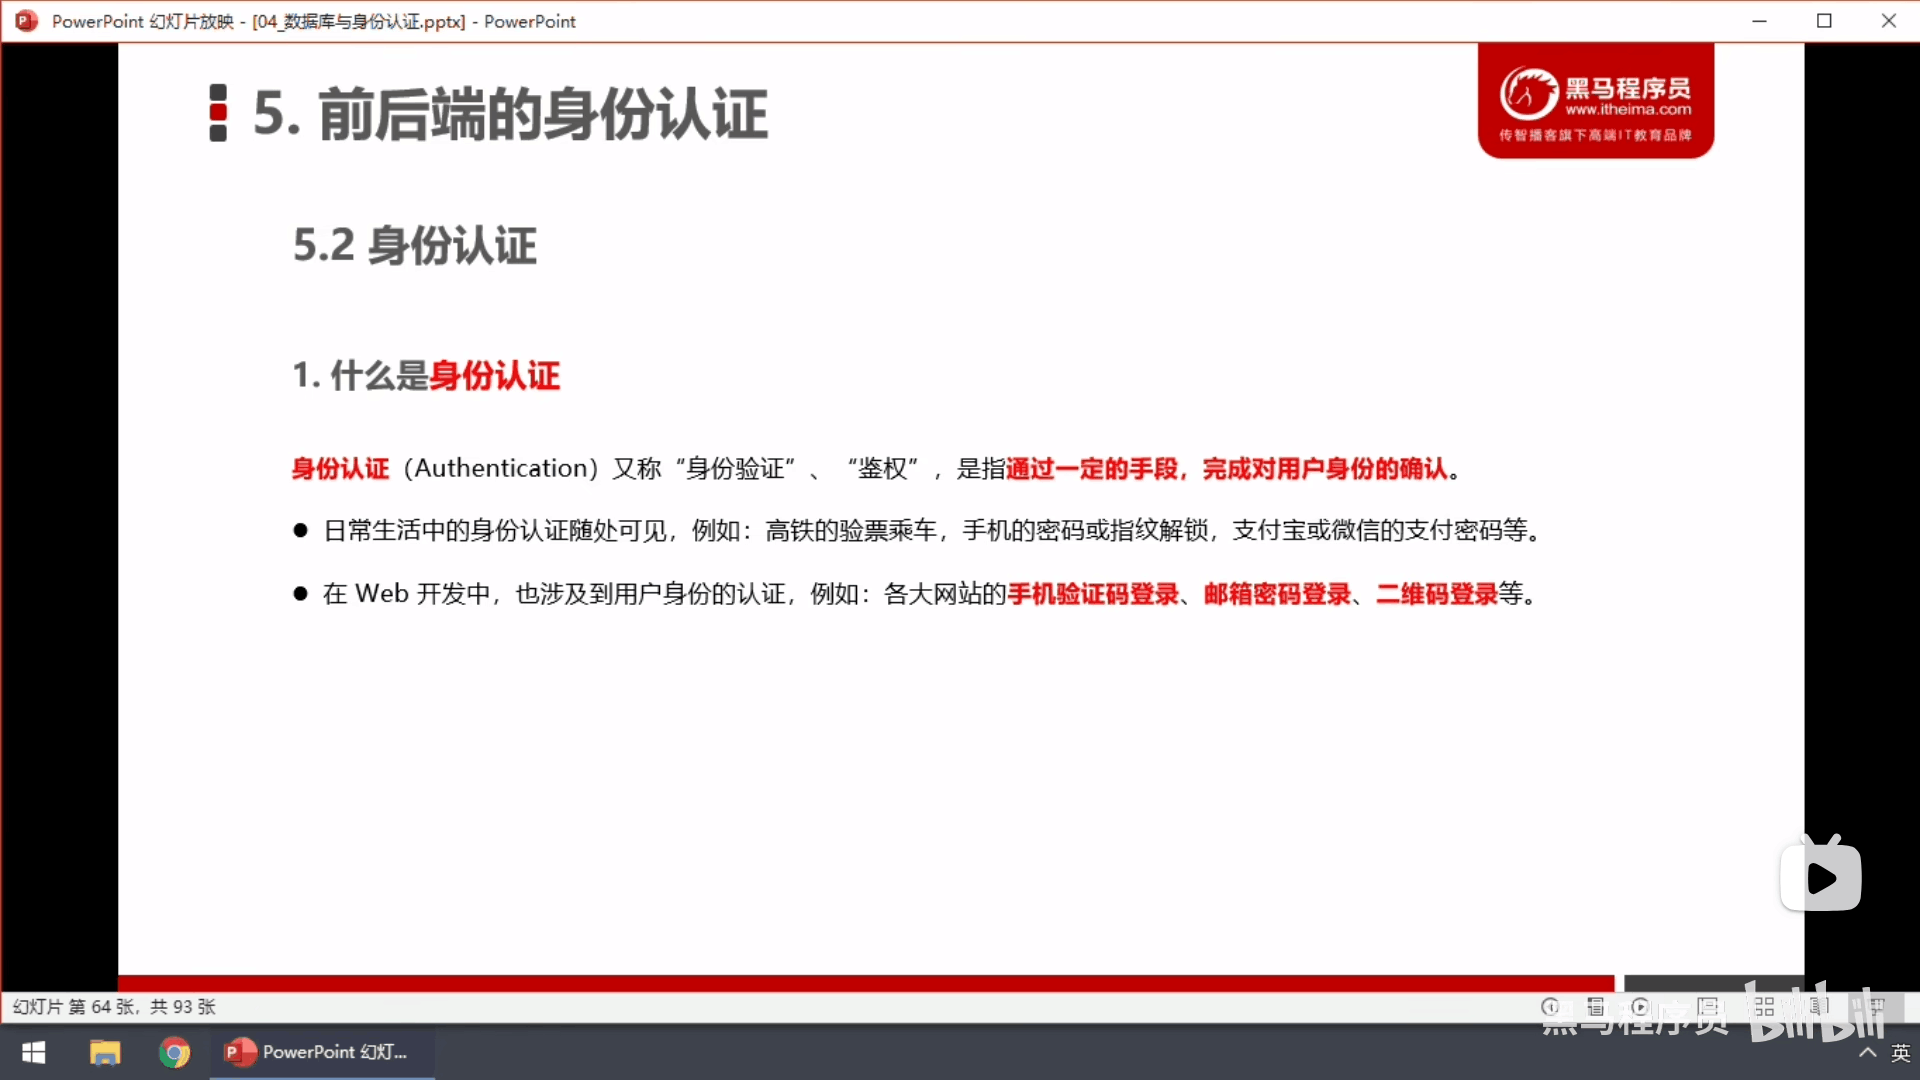 PowerPoint 幻灯片放映 - [04_数据库与身份认证.pptx] - PowerPoint
5. 前后端的身份认证
黑马程序员
www.itheima.com
传智播客旗下高端IT教育品牌
5.2 身份认证
1. 什么是身份认证
身份认证（Authentication）又称“身份验证”、“鉴权”，是指通过一定的手段，完成对用户身份的确认。
● 日常生活中的身份认证随处可见，例如：高铁的验票乘车，手机的密码或指纹解锁，支付宝或微信的支付密码等。
● 在 Web 开发中，也涉及到用户身份的认证，例如：各大网站的手机验证码登录、邮箱密码登录、二维码登录等。
幻灯片 第 64 张，共 93 张
黑马程序员 bilibili
PowerPoint 幻灯...
英